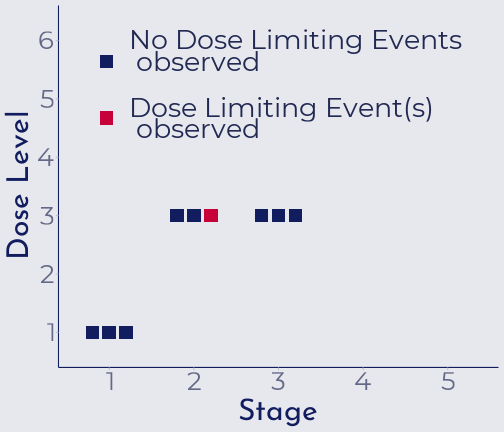 6
No Dose Limiting Events
observed
5
Dose Limiting Event(s)
observed
4
3
2
1
Dose Level
1 2 3 4 5
Stage